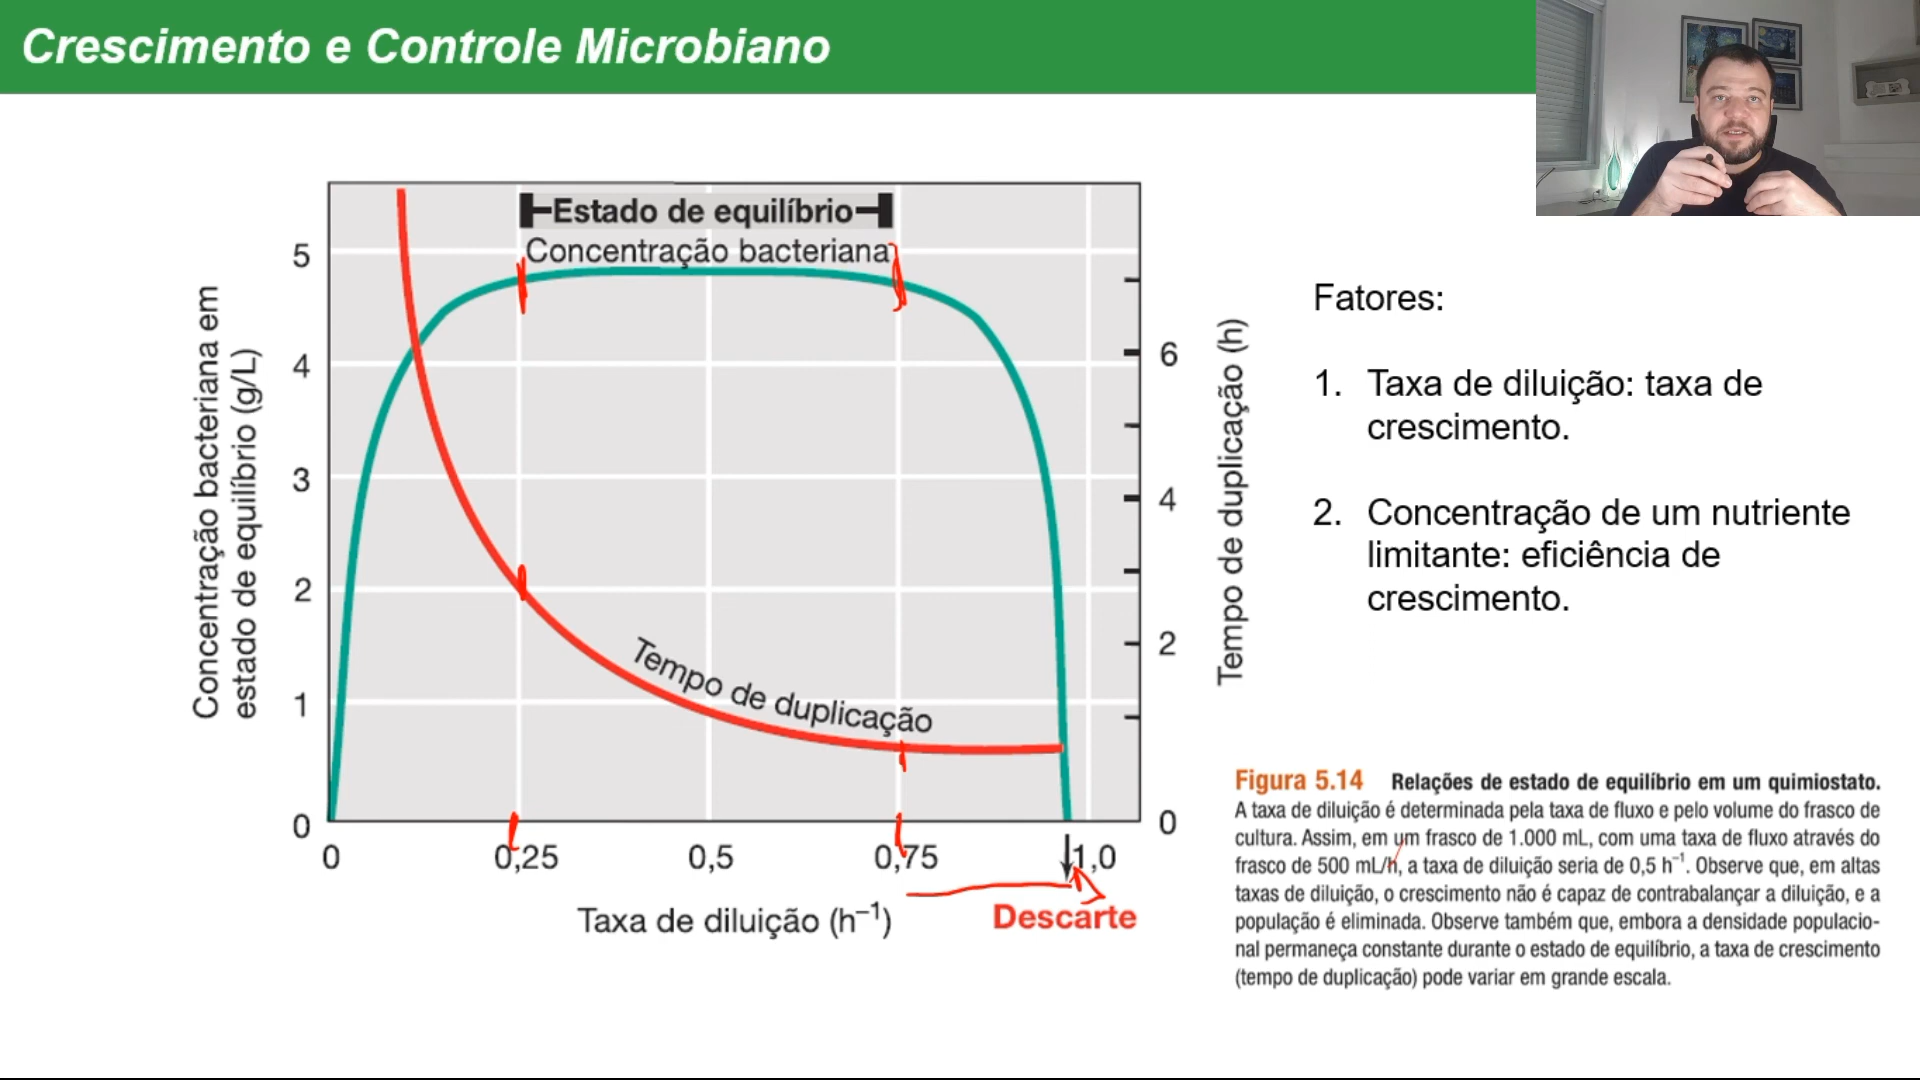 Crescimento e Controle Microbiano
Estado de equilíbrio
Concentração bacteriana
Concentração bacteriana em
estado de equilíbrio (g/L)
5
4
3
2
1
0
Tempo de duplicação
6
4
2
0
Tempo de duplicação (h)
0
0,25
0,5
0,75
1,0
Taxa de diluição (h⁻¹)
Descarte
Fatores:
1. Taxa de diluição: taxa de
crescimento.
2. Concentração de um nutriente
limitante: eficiência de
crescimento.
Figura 5.14 Relações de estado de equilíbrio em um quimiostato.
A taxa de diluição é determinada pela taxa de fluxo e pelo volume do frasco de
cultura. Assim, em um frasco de 1.000 mL, com uma taxa de fluxo através do
frasco de 500 mL/h, a taxa de diluição seria de 0,5 h⁻¹. Observe que, em altas
taxas de diluição, o crescimento não é capaz de contrabalançar a diluição, e a
população é eliminada. Observe também que, embora a densidade populacio-
nal permaneça constante durante o estado de equilíbrio, a taxa de crescimento
(tempo de duplicação) pode variar em grande escala.